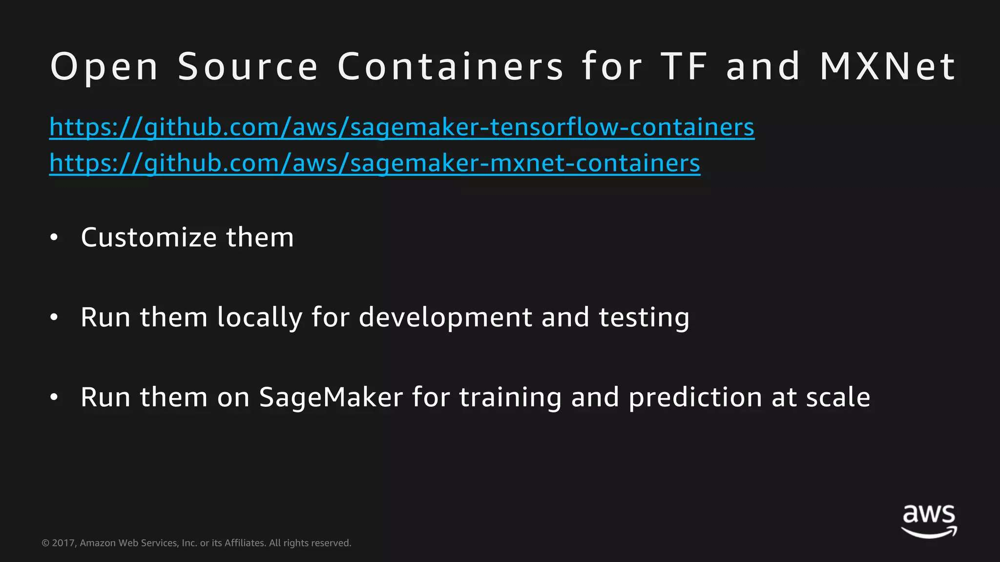 Open Source Containers for TF and MXNet
https://github.com/aws/sagemaker-tensorflow-containers
https://github.com/aws/sagemaker-mxnet-containers
• Customize them
• Run them locally for development and testing
• Run them on SageMaker for training and prediction at scale
aws
© 2017, Amazon Web Services, Inc. or its Affiliates. All rights reserved.